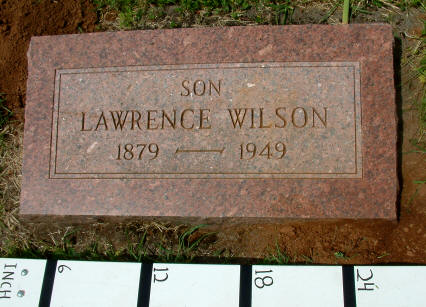 SON
LAWRENCE WILSON
1879 — 1949
INCH 6 12 18 24